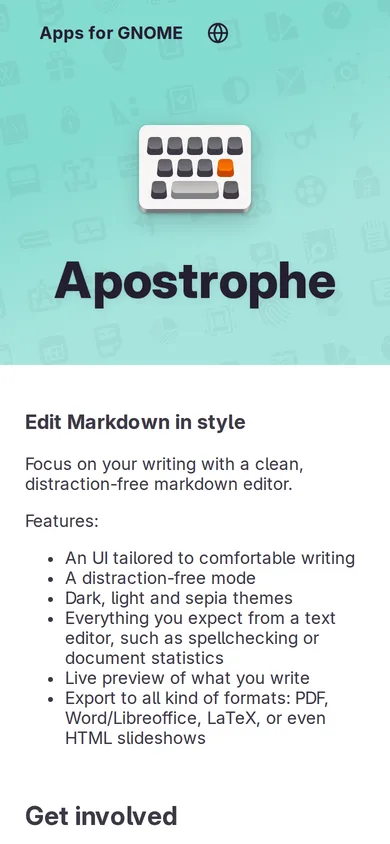 Apps for GNOME
Apostrophe
Edit Markdown in style
Focus on your writing with a clean,
distraction-free markdown editor.
Features:
• An UI tailored to comfortable writing
• A distraction-free mode
• Dark, light and sepia themes
• Everything you expect from a text
editor, such as spellchecking or
document statistics
• Live preview of what you write
• Export to all kind of formats: PDF,
Word/Libreoffice, LaTeX, or even
HTML slideshows
Get involved